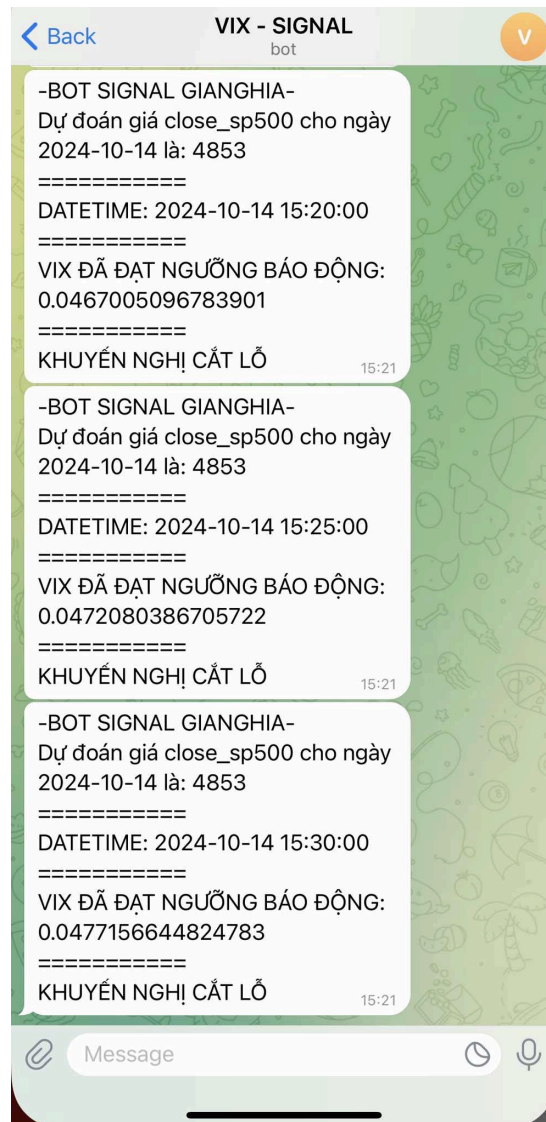 Back
VIX - SIGNAL
bot
V
-BOT SIGNAL GIANGHIA-
Dự đoán giá close_sp500 cho ngày
2024-10-14 là: 4853
===========
DATETIME: 2024-10-14 15:20:00
===========
VIX ĐÃ ĐẠT NGƯỠNG BÁO ĐỘNG:
0.0467005096783901
===========
KHUYẾN NGHỊ CẮT LỖ
15:21
-BOT SIGNAL GIANGHIA-
Dự đoán giá close_sp500 cho ngày
2024-10-14 là: 4853
===========
DATETIME: 2024-10-14 15:25:00
===========
VIX ĐÃ ĐẠT NGƯỠNG BÁO ĐỘNG:
0.0472080386705722
===========
KHUYẾN NGHỊ CẮT LỖ
15:21
-BOT SIGNAL GIANGHIA-
Dự đoán giá close_sp500 cho ngày
2024-10-14 là: 4853
===========
DATETIME: 2024-10-14 15:30:00
===========
VIX ĐÃ ĐẠT NGƯỠNG BÁO ĐỘNG:
0.0477156644824783
===========
KHUYẾN NGHỊ CẮT LỖ
15:21
Message